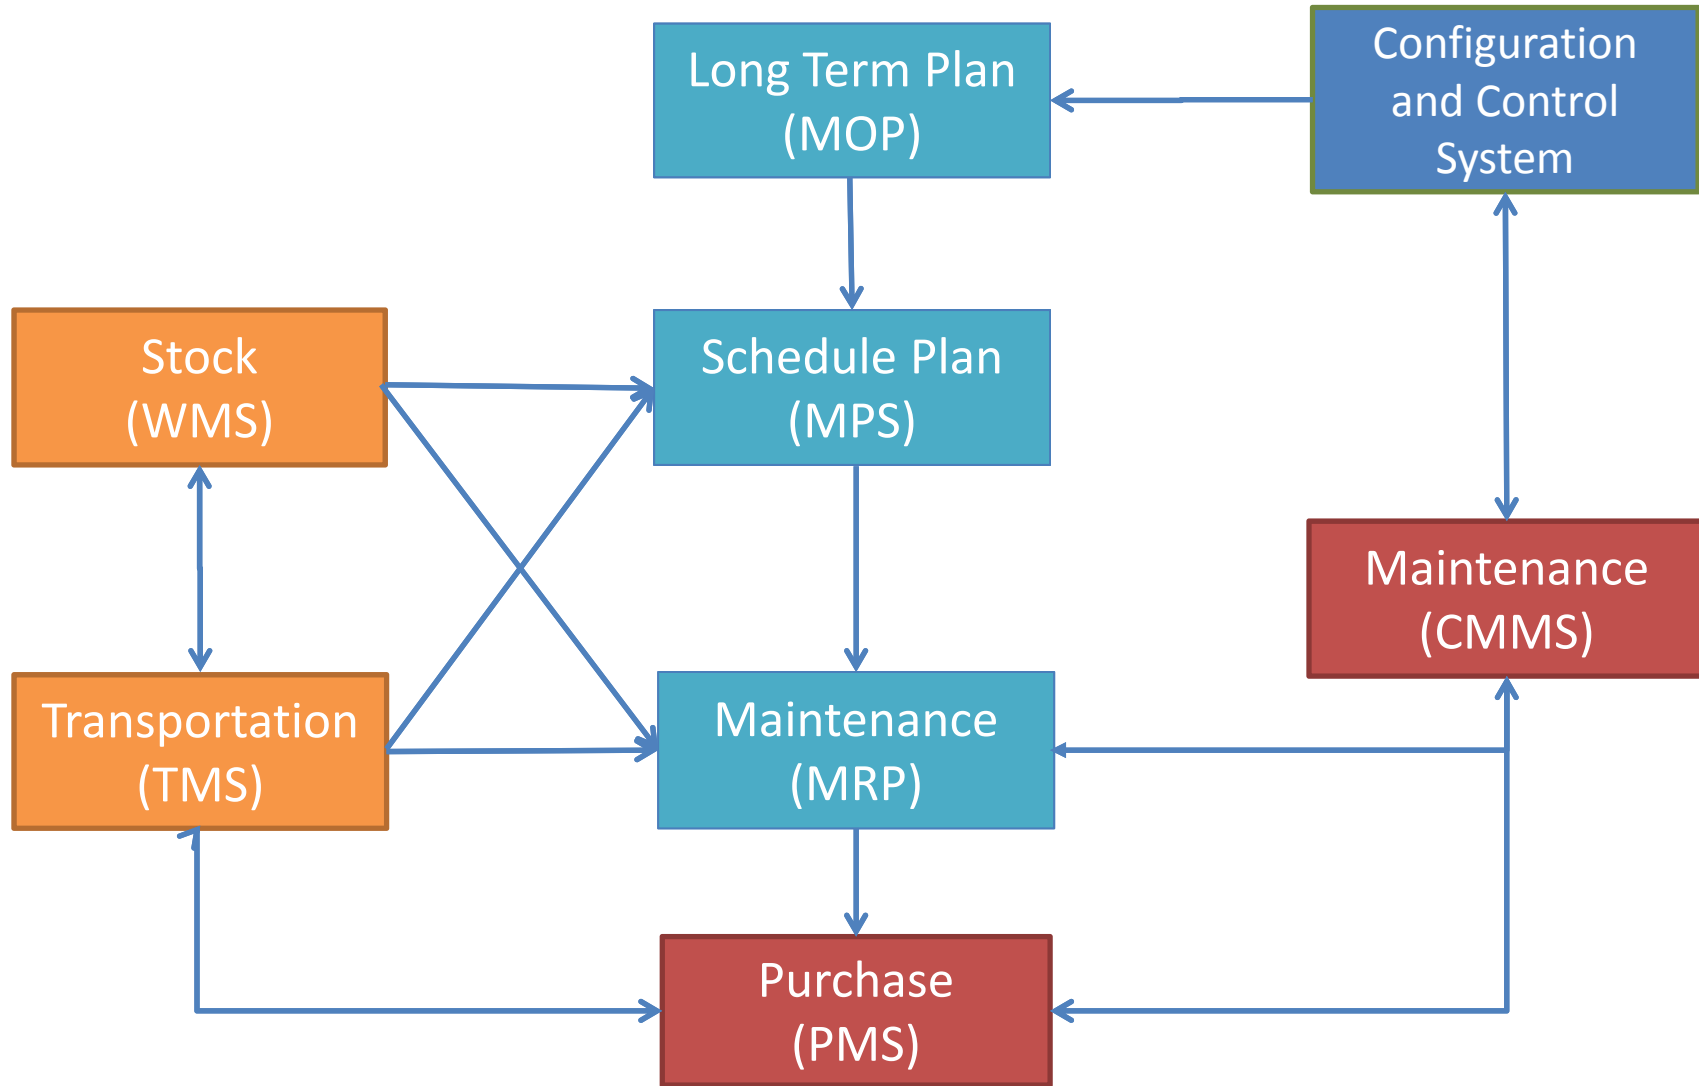 Long Term Plan
(MOP)
Configuration
and Control
System
Stock
(WMS)
Schedule Plan
(MPS)
Maintenance
(CMMS)
Transportation
(TMS)
Maintenance
(MRP)
Purchase
(PMS)